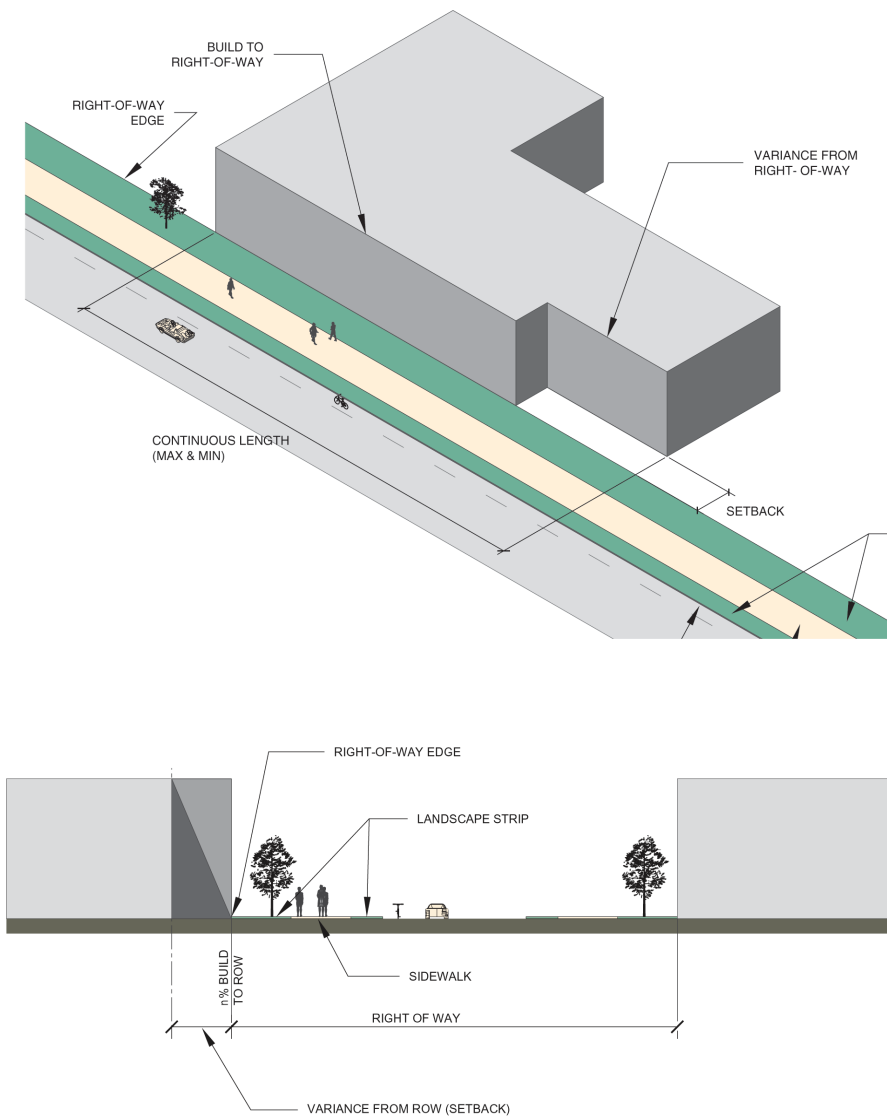 BUILD TO
RIGHT-OF-WAY
RIGHT-OF-WAY
EDGE
VARIANCE FROM
RIGHT- OF-WAY
CONTINUOUS LENGTH
(MAX & MIN)
SETBACK
RIGHT-OF-WAY EDGE
LANDSCAPE STRIP
n% BUILD
TO ROW
SIDEWALK
RIGHT OF WAY
VARIANCE FROM ROW (SETBACK)